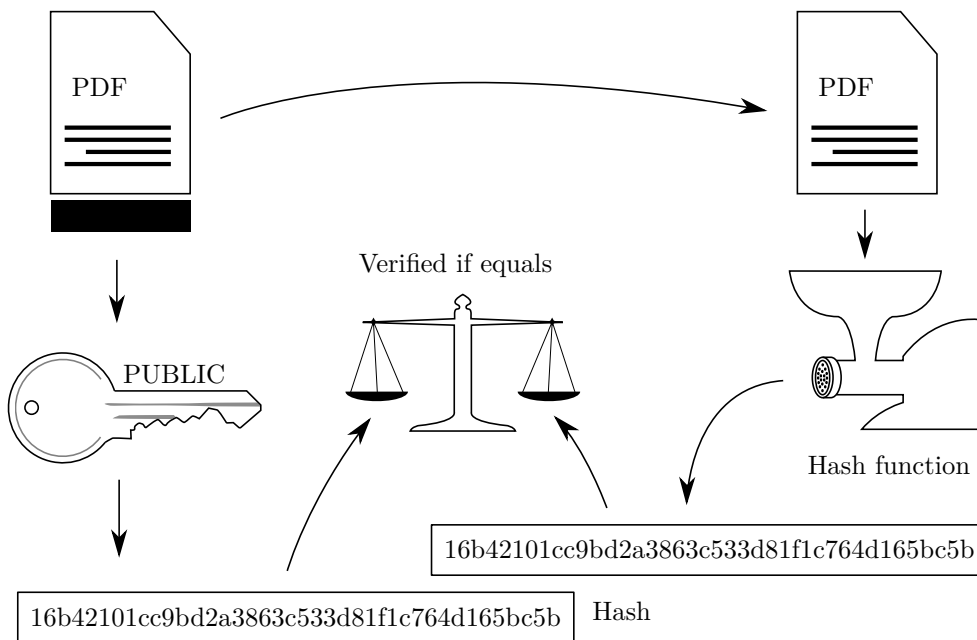 PDF
PDF
Verified if equals
PUBLIC
Hash function
16b42101cc9bd2a3863c533d81f1c764d165bc5b
16b42101cc9bd2a3863c533d81f1c764d165bc5b
Hash